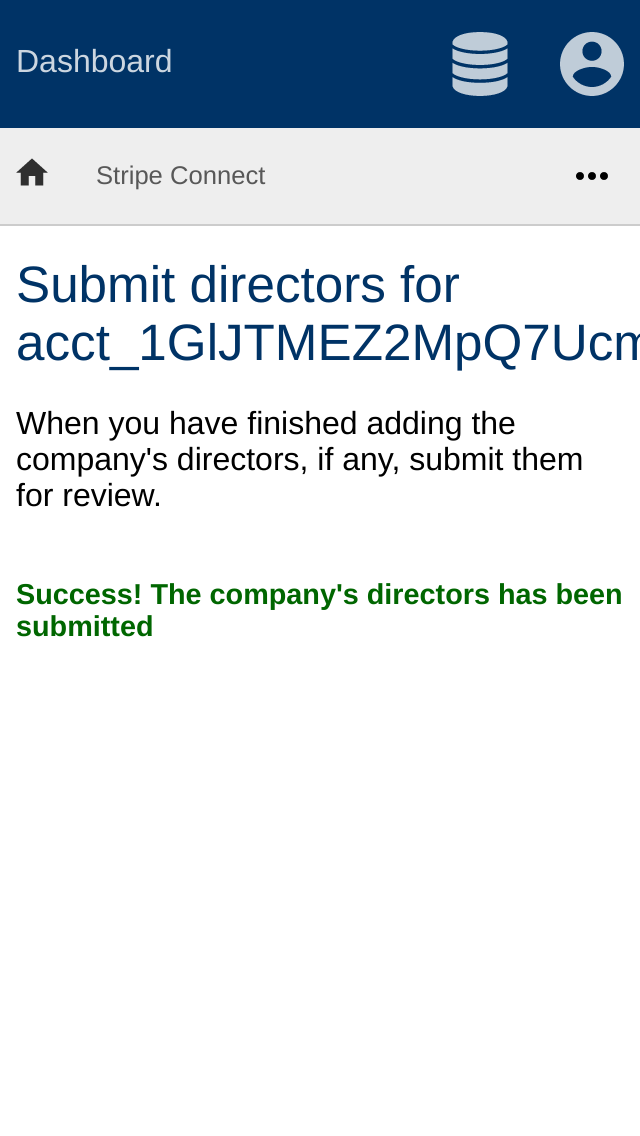 Dashboard
Stripe Connect
Submit directors for
acct_1GlJTMEZ2MpQ7Ucm
When you have finished adding the
company's directors, if any, submit them
for review.
Success! The company's directors has been
submitted